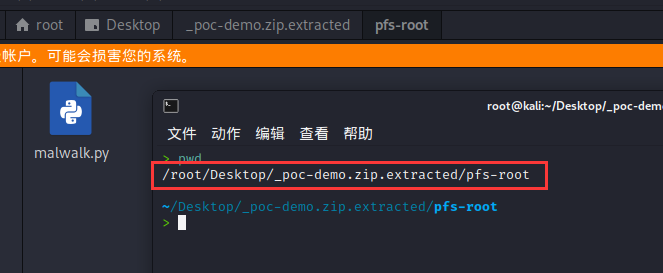 root Desktop _poc-demo.zip.extracted pfs-root
帐户。可能会损害您的系统。
malwalk.py
root@kali:~/Desktop/_poc-demo
文件 动作 编辑 查看 帮助
> pwd
/root/Desktop/_poc-demo.zip.extracted/pfs-root
~/Desktop/_poc-demo.zip.extracted/pfs-root
>